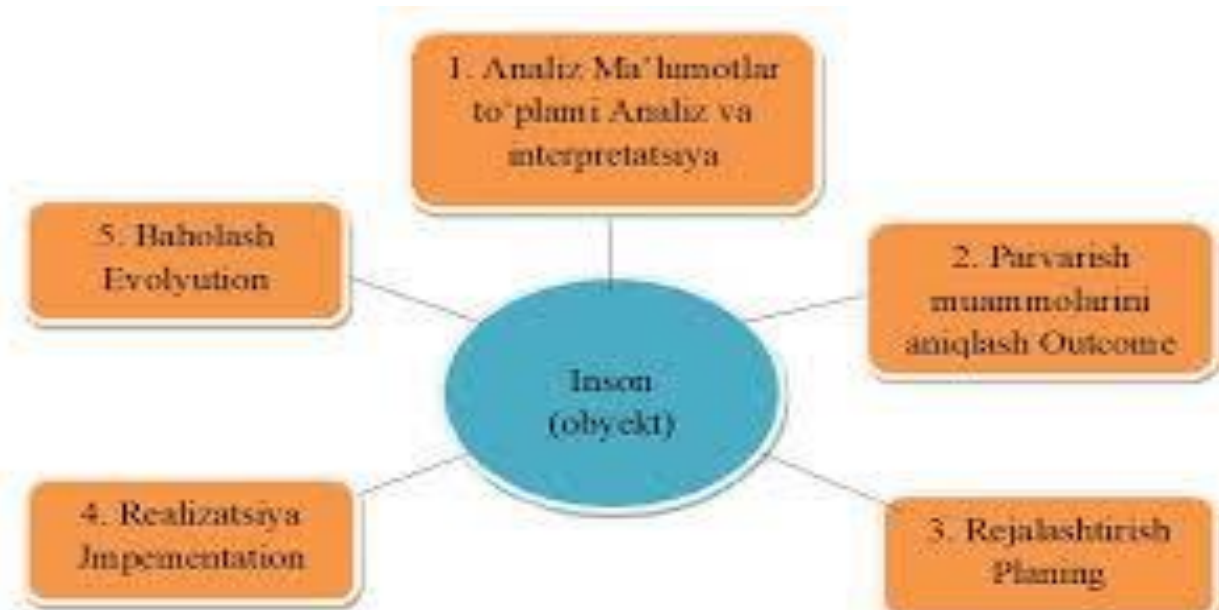 1. Analiz Ma'lumotlar
to'plami Analiz va
interpretatsiya
5. Baholash
Evolyution
2. Parvarish
muammolarini
aniqlash Outcome
Inson
(obyekt)
4. Realizatsiya
Jmpementation
3. Rejalashtirish
Planing